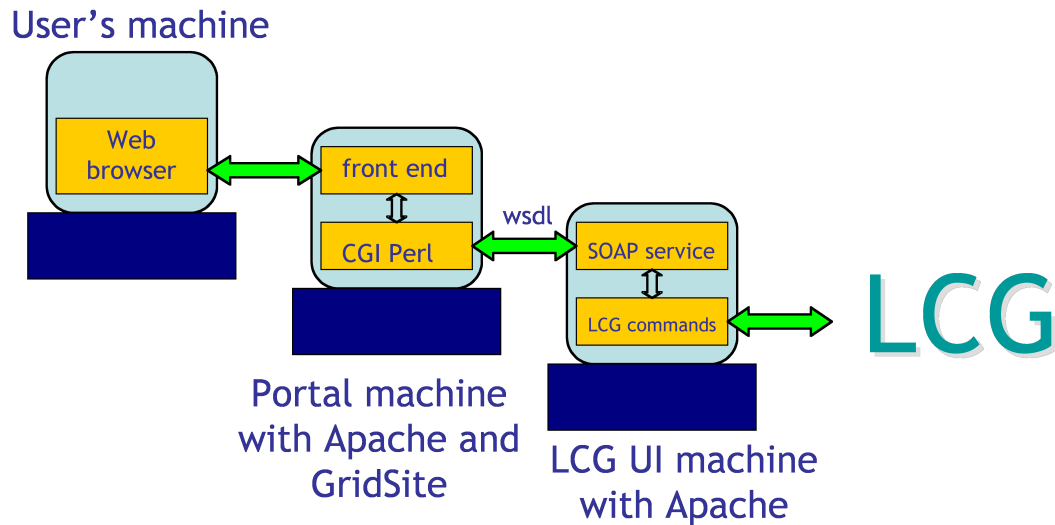 User’s machine
Web
browser
front end
CGI Perl
wsdl
SOAP service
LCG commands
LCG
Portal machine
with Apache and
GridSite
LCG UI machine
with Apache